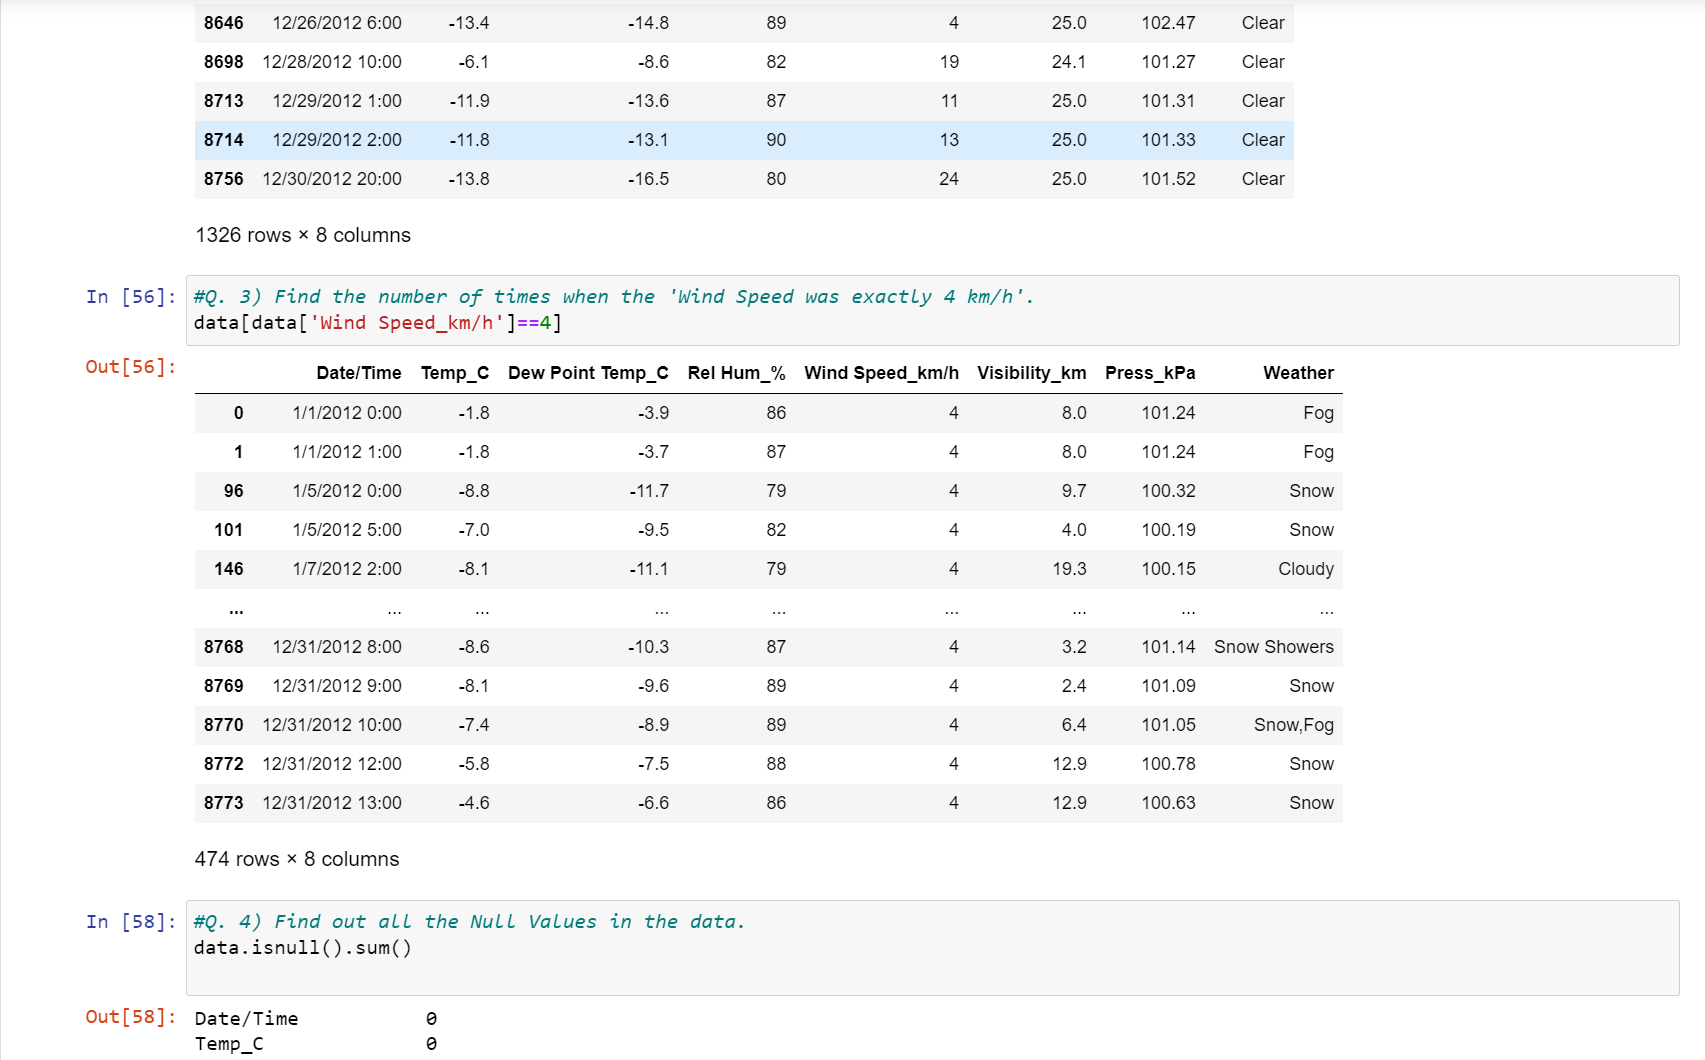 8646 12/26/2012 6:00 -13.4 -14.8 89 4 25.0 102.47 Clear
8698 12/28/2012 10:00 -6.1 -8.6 82 19 24.1 101.27 Clear
8713 12/29/2012 1:00 -11.9 -13.6 87 11 25.0 101.31 Clear
8714 12/29/2012 2:00 -11.8 -13.1 90 13 25.0 101.33 Clear
8756 12/30/2012 20:00 -13.8 -16.5 80 24 25.0 101.52 Clear
1326 rows × 8 columns
In [56]: #Q. 3) Find the number of times when the 'Wind Speed was exactly 4 km/h'.
data[data['Wind Speed_km/h']==4]
Out[56]:
Date/Time Temp_C Dew Point Temp_C Rel Hum_% Wind Speed_km/h Visibility_km Press_kPa Weather
0 1/1/2012 0:00 -1.8 -3.9 86 4 8.0 101.24 Fog
1 1/1/2012 1:00 -1.8 -3.7 87 4 8.0 101.24 Fog
96 1/5/2012 0:00 -8.8 -11.7 79 4 9.7 100.32 Snow
101 1/5/2012 5:00 -7.0 -9.5 82 4 4.0 100.19 Snow
146 1/7/2012 2:00 -8.1 -11.1 79 4 19.3 100.15 Cloudy
... ... ... ... ... ... ... ... ...
8768 12/31/2012 8:00 -8.6 -10.3 87 4 3.2 101.14 Snow Showers
8769 12/31/2012 9:00 -8.1 -9.6 89 4 2.4 101.09 Snow
8770 12/31/2012 10:00 -7.4 -8.9 89 4 6.4 101.05 Snow,Fog
8772 12/31/2012 12:00 -5.8 -7.5 88 4 12.9 100.78 Snow
8773 12/31/2012 13:00 -4.6 -6.6 86 4 12.9 100.63 Snow
474 rows × 8 columns
In [58]: #Q. 4) Find out all the Null Values in the data.
data.isnull().sum()
Out[58]: Date/Time 0
Temp_C 0